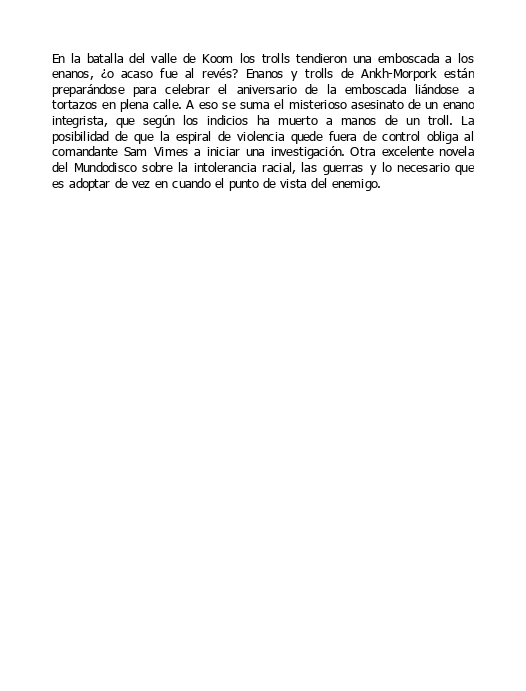 En la batalla del valle de Koom los trolls tendieron una emboscada a los
enanos, ¿o acaso fue al revés? Enanos y trolls de Ankh-Morpork están
preparándose para celebrar el aniversario de la emboscada liándose a
tortazos en plena calle. A eso se suma el misterioso asesinato de un enano
integrista, que según los indicios ha muerto a manos de un troll. La
posibilidad de que la espiral de violencia quede fuera de control obliga al
comandante Sam Vimes a iniciar una investigación. Otra excelente novela
del Mundodisco sobre la intolerancia racial, las guerras y lo necesario que
es adoptar de vez en cuando el punto de vista del enemigo.